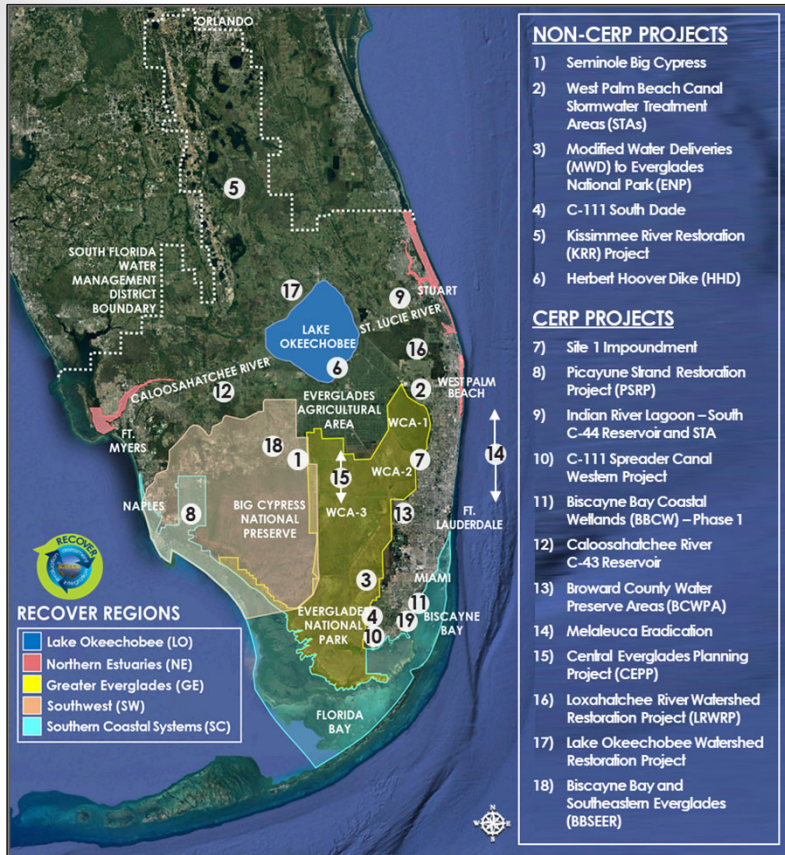 ORLANDO
5
SOUTH FLORIDA
WATER
MANAGEMENT
DISTRICT
BOUNDARY
17
9
STUART
ST. LUCIE RIVER
LAKE
OKEECHOBEE
16
CALOOSAHATCHEE RIVER
12
6
2
WEST PALM
BEACH
EVERGLADES
AGRICULTURAL
AREA
WCA-1
FT.
MYERS
18
1
WCA-2
7
14
15
NAPLES
8
BIG CYPRESS
NATIONAL
PRESERVE
WCA-3
13
FT.
LAUDERDALE
3
MIAMI
EVERGLADES
NATIONAL
PARK
4
11
19
BISCAYNE
BAY
10
FLORIDA
BAY
RECOVER
RECOVER REGIONS
Lake Okeechobee (LO)
Northern Estuaries (NE)
Greater Everglades (GE)
Southwest (SW)
Southern Coastal Systems (SC)
N
NON-CERP PROJECTS
1) Seminole Big Cypress
2) West Palm Beach Canal
Stormwater Treatment
Areas (STAs)
3) Modified Water Deliveries
(MWD) to Everglades
National Park (ENP)
4) C-111 South Dade
5) Kissimmee River Restoration
(KRR) Project
6) Herbert Hoover Dike (HHD)
CERP PROJECTS
7) Site 1 Impoundment
8) Picayune Strand Restoration
Project (PSRP)
9) Indian River Lagoon – South
C-44 Reservoir and STA
10) C-111 Spreader Canal
Western Project
11) Biscayne Bay Coastal
Wetlands (BBCW) – Phase 1
12) Caloosahatchee River
C-43 Reservoir
13) Broward County Water
Preserve Areas (BCWPA)
14) Melaleuca Eradication
15) Central Everglades Planning
Project (CEPP)
16) Loxahatchee River Watershed
Restoration Project (LRWRP)
17) Lake Okeechobee Watershed
Restoration Project
18) Biscayne Bay and
Southeastern Everglades
(BBSEER)